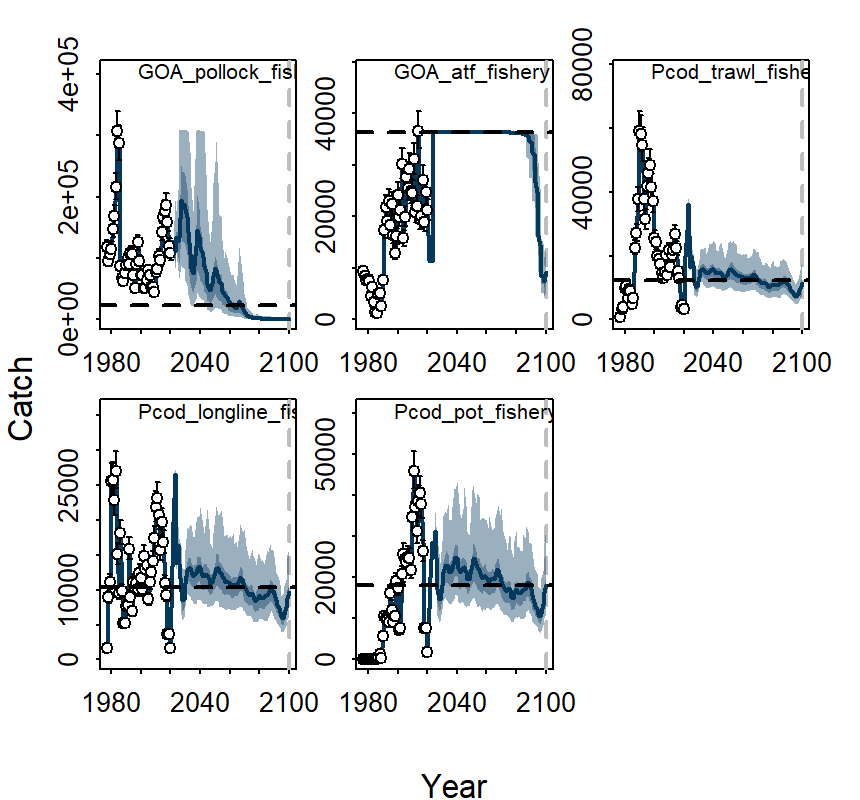 GOA_pollock_fis
GOA_atf_fishery
Pcod_trawl_fishe
4e+05
2e+05
0e+00
40000
20000
0
80000
40000
0
1980 2040 2100
1980 2040 2100
1980 2040 2100
Pcod_longline_fis
Pcod_pot_fishery
25000
10000
0
50000
20000
0
1980 2040 2100
1980 2040 2100
Catch
Year